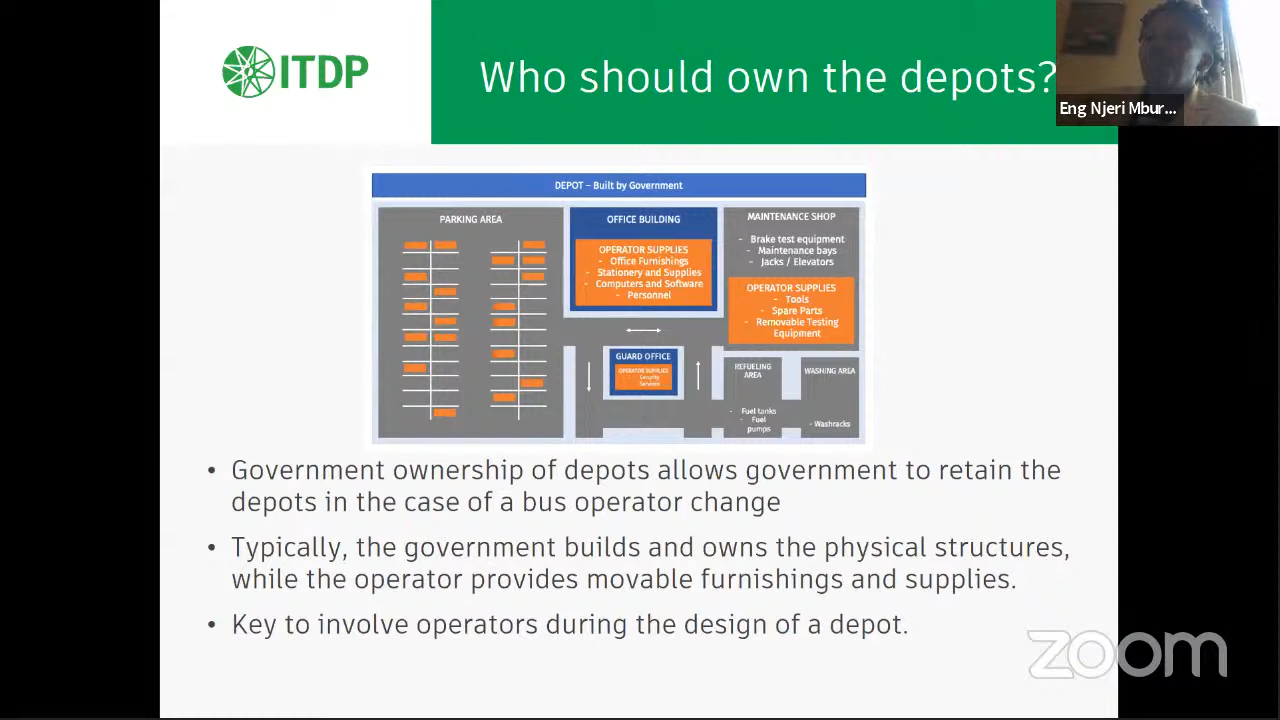 ITDP
Who should own the depots?
Eng Njeri Mbur...
DEPOT – Built by Government
PARKING AREA
OFFICE BUILDING
OPERATOR SUPPLIES
- Office Furnishings
- Stationery and Supplies
- Computers and Software
- Personnel
MAINTENANCE SHOP
- Brake test equipment
- Maintenance bays
- Jacks / Elevators
OPERATOR SUPPLIES
- Tools
- Spare Parts
- Removable Testing
Equipment
GUARD OFFICE
OPERATOR SUPPLIES
Security
Services
REFUELING
AREA
- Fuel tanks
- Fuel
pumps
WASHING AREA
- Washracks
• Government ownership of depots allows government to retain the
depots in the case of a bus operator change
• Typically, the government builds and owns the physical structures,
while the operator provides movable furnishings and supplies.
• Key to involve operators during the design of a depot.
zoom